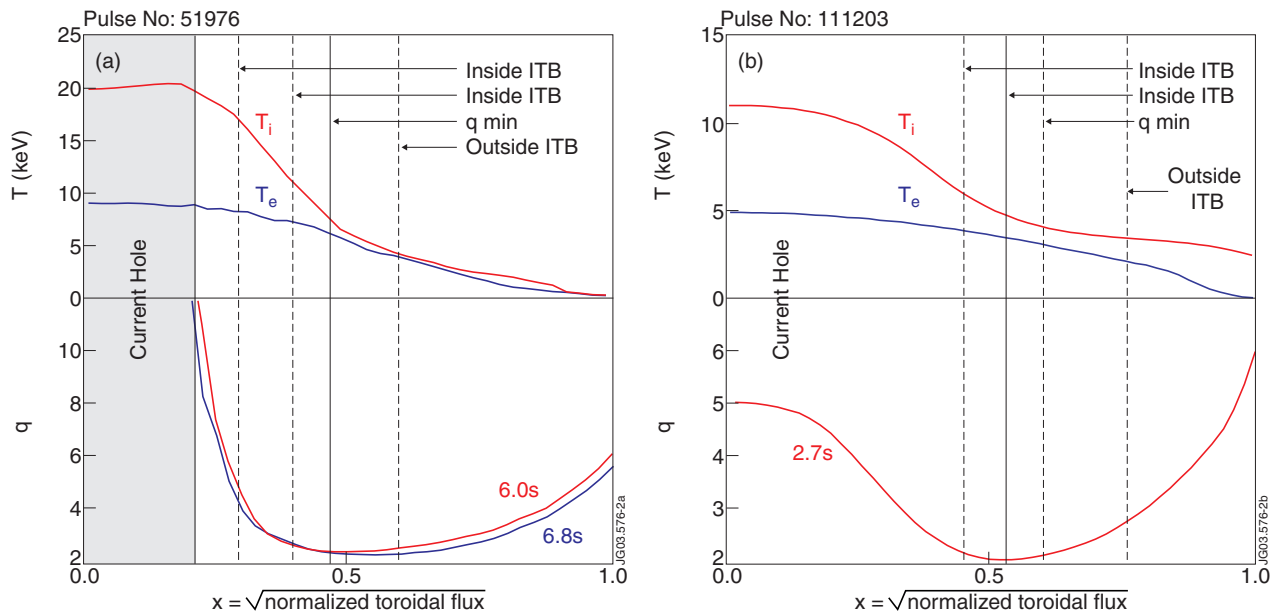 Pulse No: 51976
(a)
25
20
15
10
5
0
T (keV)
T_i
T_e
Inside ITB
Inside ITB
q min
Outside ITB
Current Hole
10
8
6
4
2
q
6.0s
6.8s
0.0
0.5
1.0
x = √normalized toroidal flux
JG03.576-2a
Pulse No: 111203
(b)
15
10
5
0
T (keV)
T_i
T_e
Inside ITB
Inside ITB
q min
Outside
ITB
Current Hole
6
5
4
3
2
q
2.7s
0.0
0.5
1.0
x = √normalized toroidal flux
JG03.576-2b